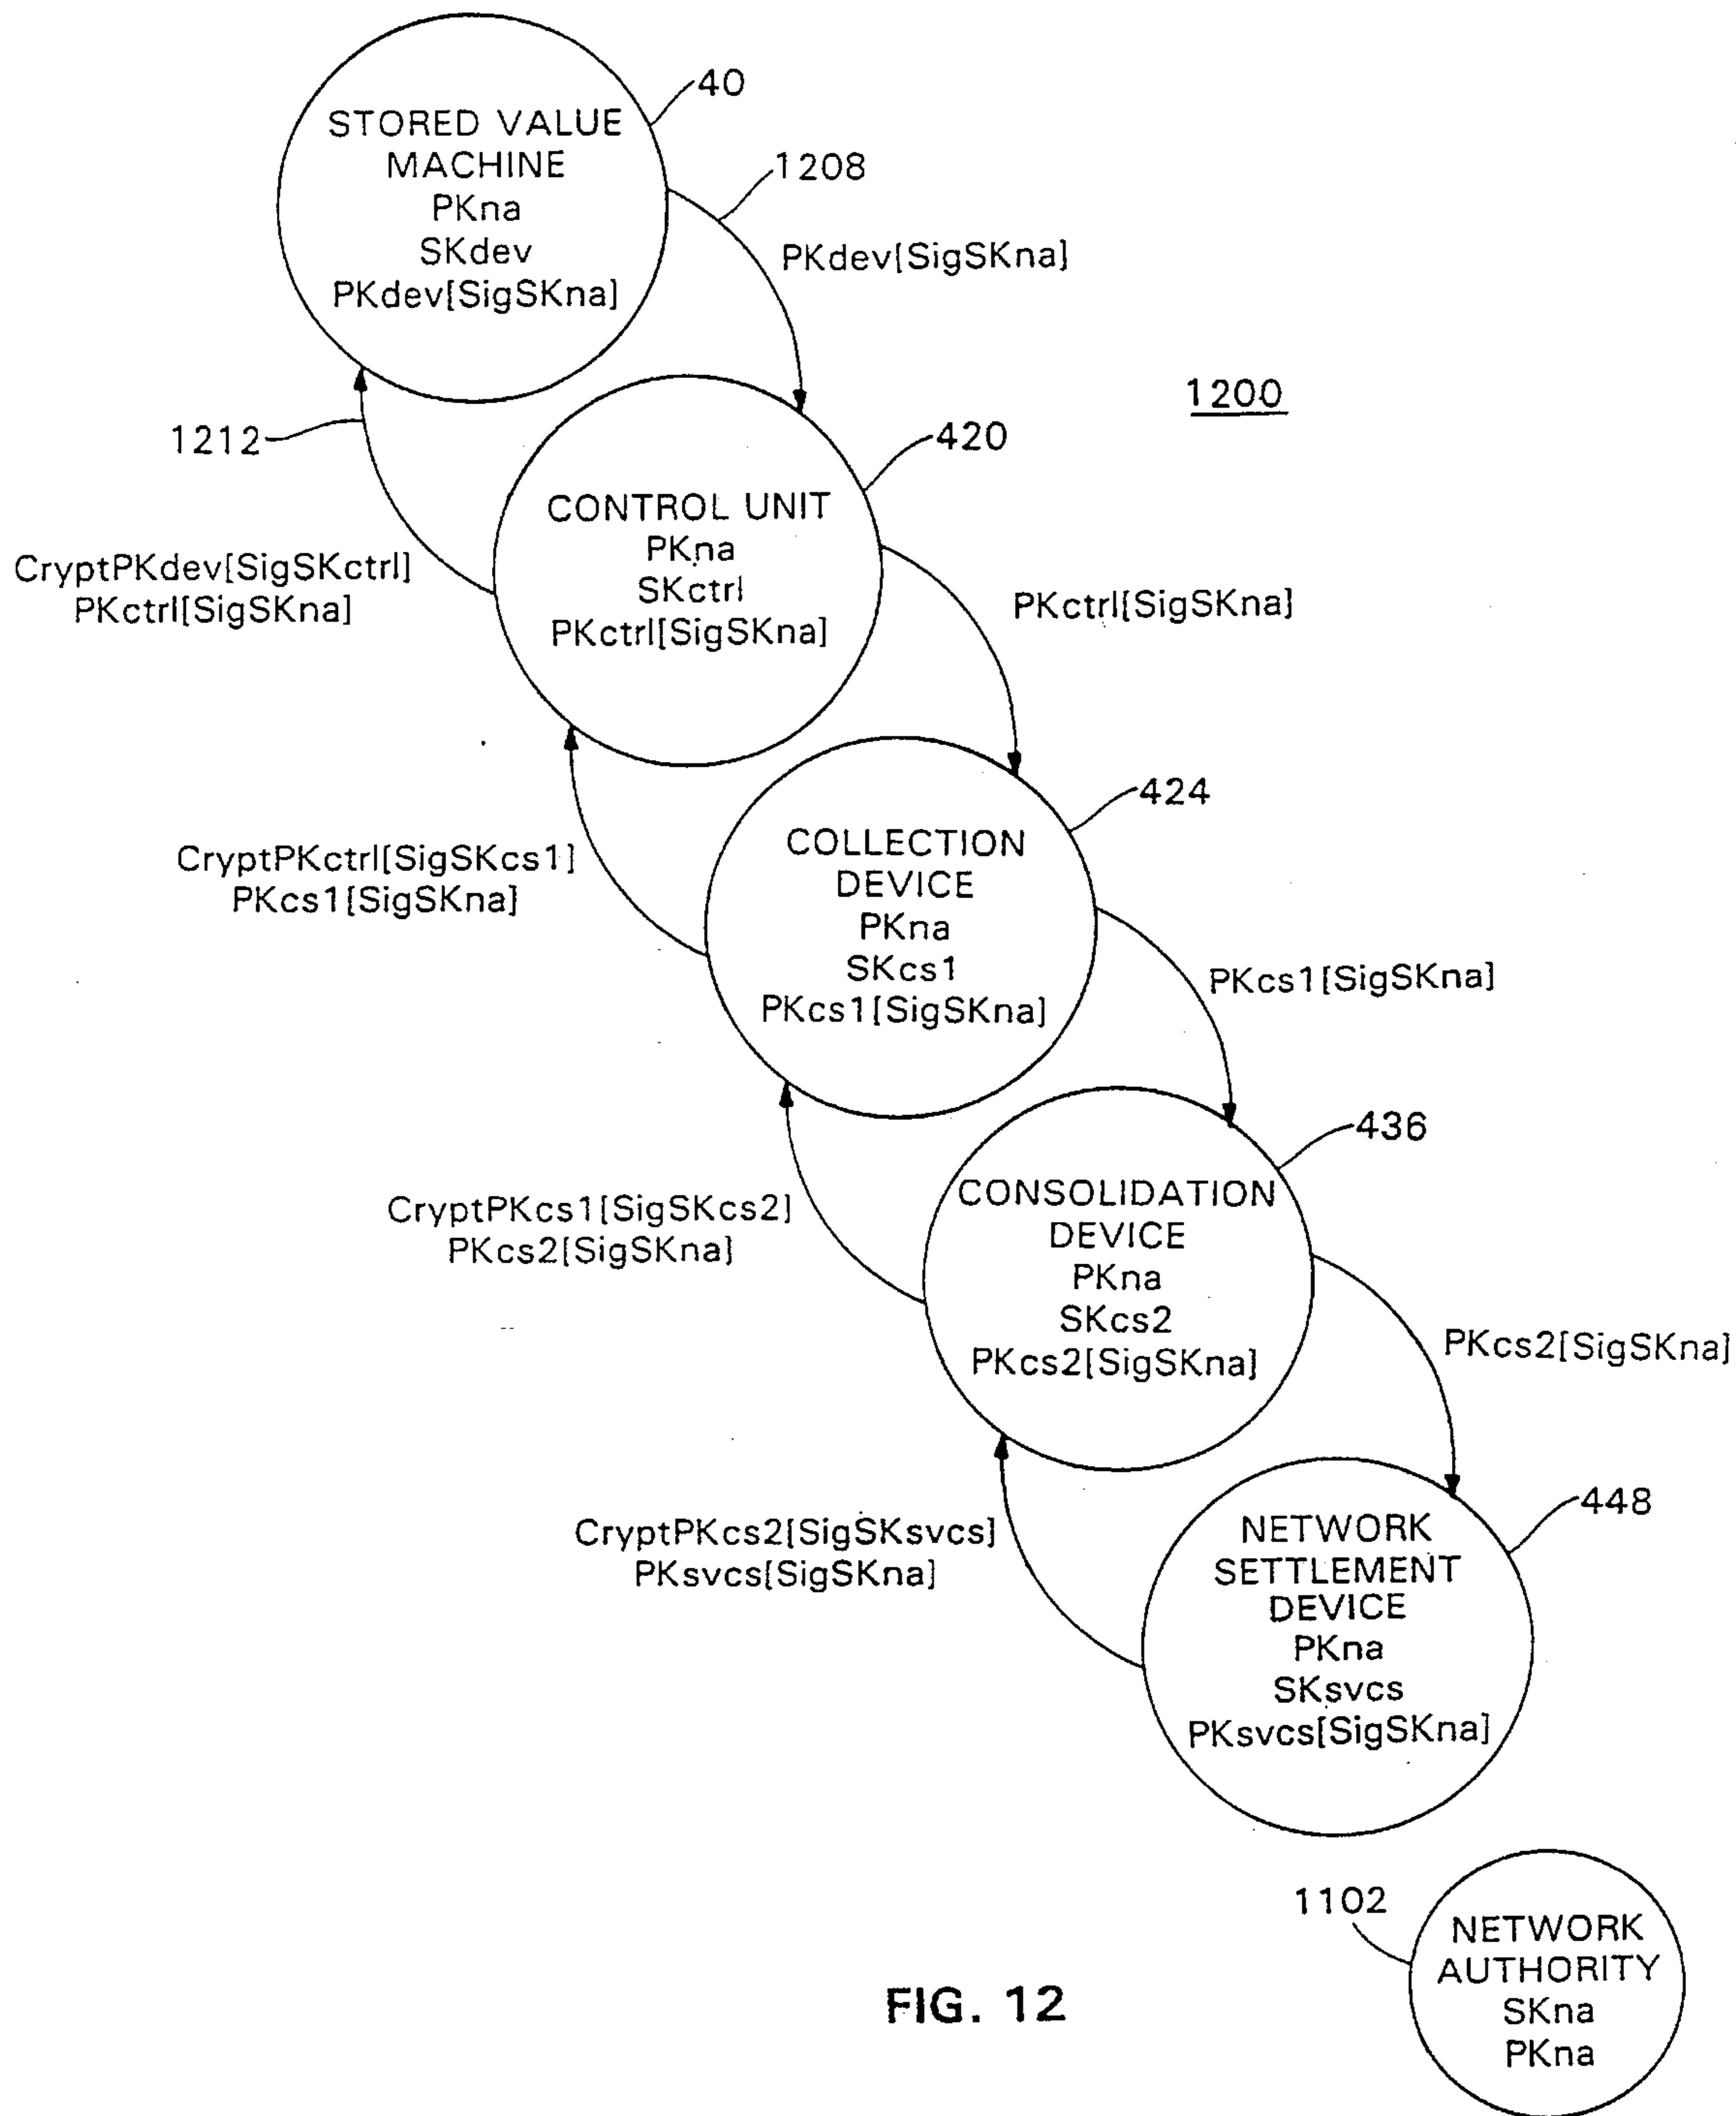 40
STORED VALUE
MACHINE
PKna
SKdev
PKdev[SigSKna]
1208
PKdev[SigSKna]
1200
1212
420
CONTROL UNIT
PKna
SKctrl
PKctrl[SigSKna]
CryptPKdev[SigSKctrl]
PKctrl[SigSKna]
PKctrl[SigSKna]
424
COLLECTION
DEVICE
PKna
SKcs1
PKcs1[SigSKna]
CryptPKctrl[SigSKcs1]
PKcs1[SigSKna]
PKcs1[SigSKna]
436
CONSOLIDATION
DEVICE
PKna
SKcs2
PKcs2[SigSKna]
CryptPKcs1[SigSKcs2]
PKcs2[SigSKna]
PKcs2[SigSKna]
448
NETWORK
SETTLEMENT
DEVICE
PKna
SKsvcs
PKsvcs[SigSKna]
CryptPKcs2[SigSKsvcs]
PKsvcs[SigSKna]
1102
NETWORK
AUTHORITY
SKna
PKna
FIG. 12